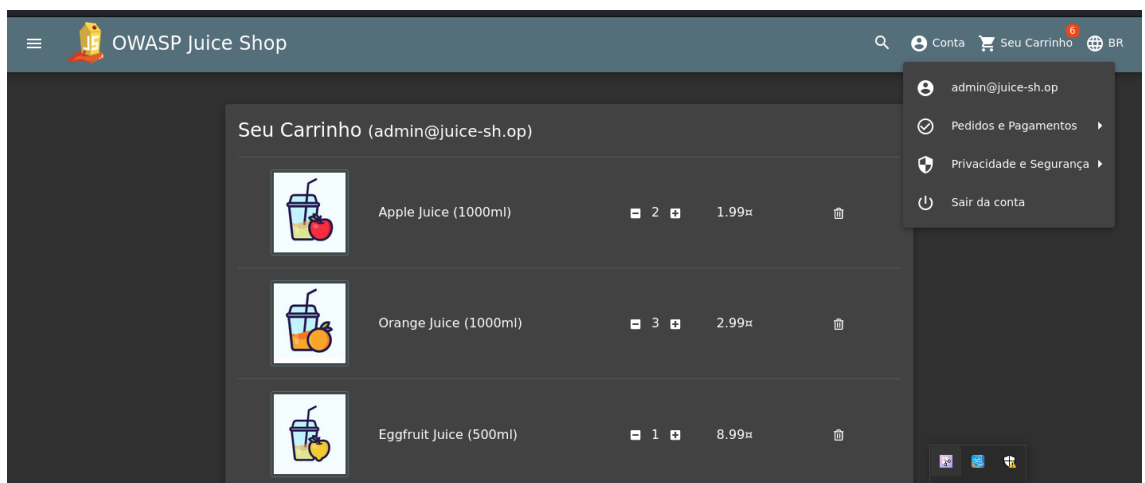 OWASP Juice Shop
Conta
Seu Carrinho
6
BR
admin@juice-sh.op
Pedidos e Pagamentos
Privacidade e Segurança
Sair da conta
Seu Carrinho (admin@juice-sh.op)
Apple Juice (1000ml) 2 1.99¤
Orange Juice (1000ml) 3 2.99¤
Eggfruit Juice (500ml) 1 8.99¤